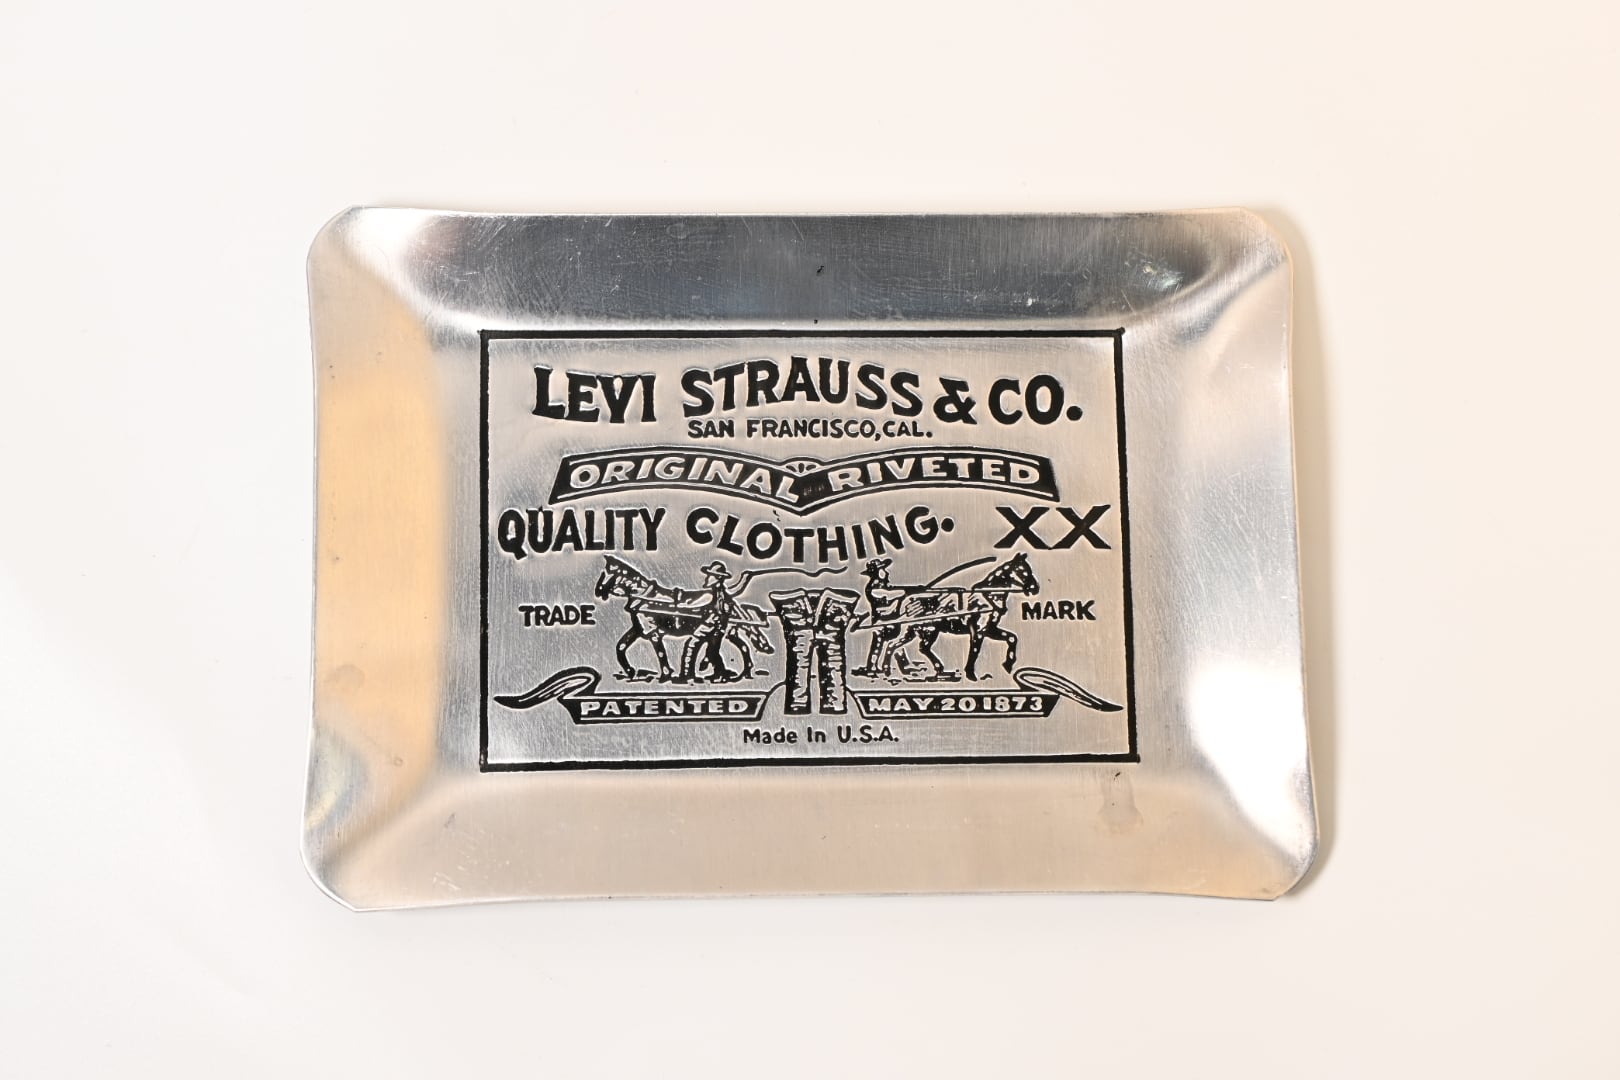 LEVI STRAUSS & CO.
SAN FRANCISCO, CAL.
ORIGINAL RIVETED
QUALITY CLOTHING. XX
TRADE MARK
PATENTED MAY 20 1873
Made In U.S.A.